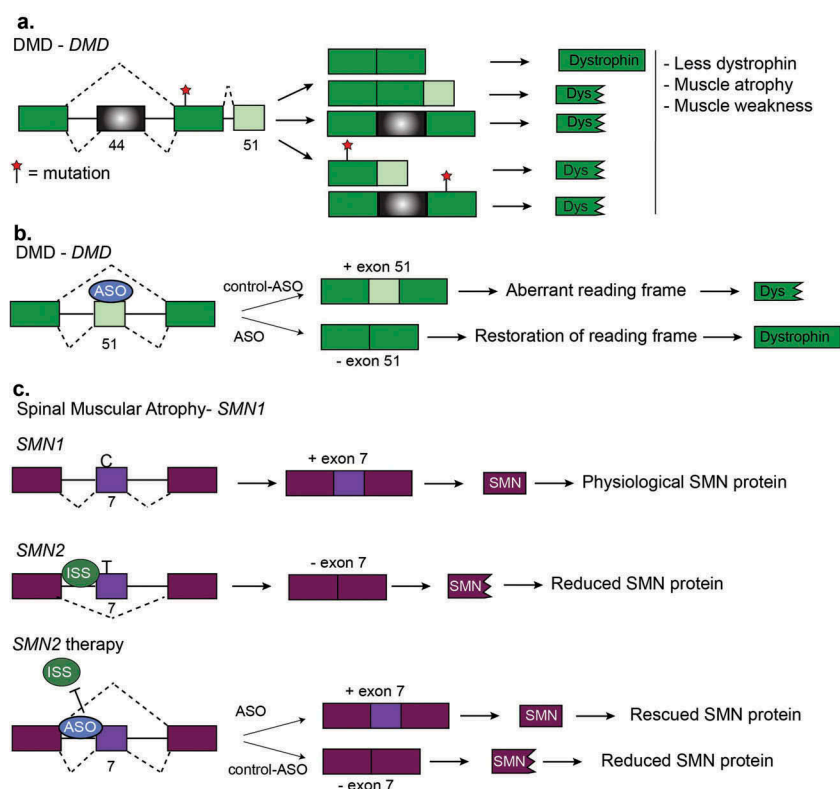 a.
DMD - DMD
44
51
= mutation
Dystrophin
Dys
Dys
Dys
Dys
- Less dystrophin
- Muscle atrophy
- Muscle weakness
b.
DMD - DMD
ASO
51
control-ASO
ASO
+ exon 51
- exon 51
Aberrant reading frame
Restoration of reading frame
Dys
Dystrophin
c.
Spinal Muscular Atrophy- SMN1
SMN1
C
7
+ exon 7
SMN
Physiological SMN protein
SMN2
ISS
T
7
- exon 7
SMN
Reduced SMN protein
SMN2 therapy
ISS
ASO
7
ASO
control-ASO
+ exon 7
- exon 7
SMN
Rescued SMN protein
SMN
Reduced SMN protein